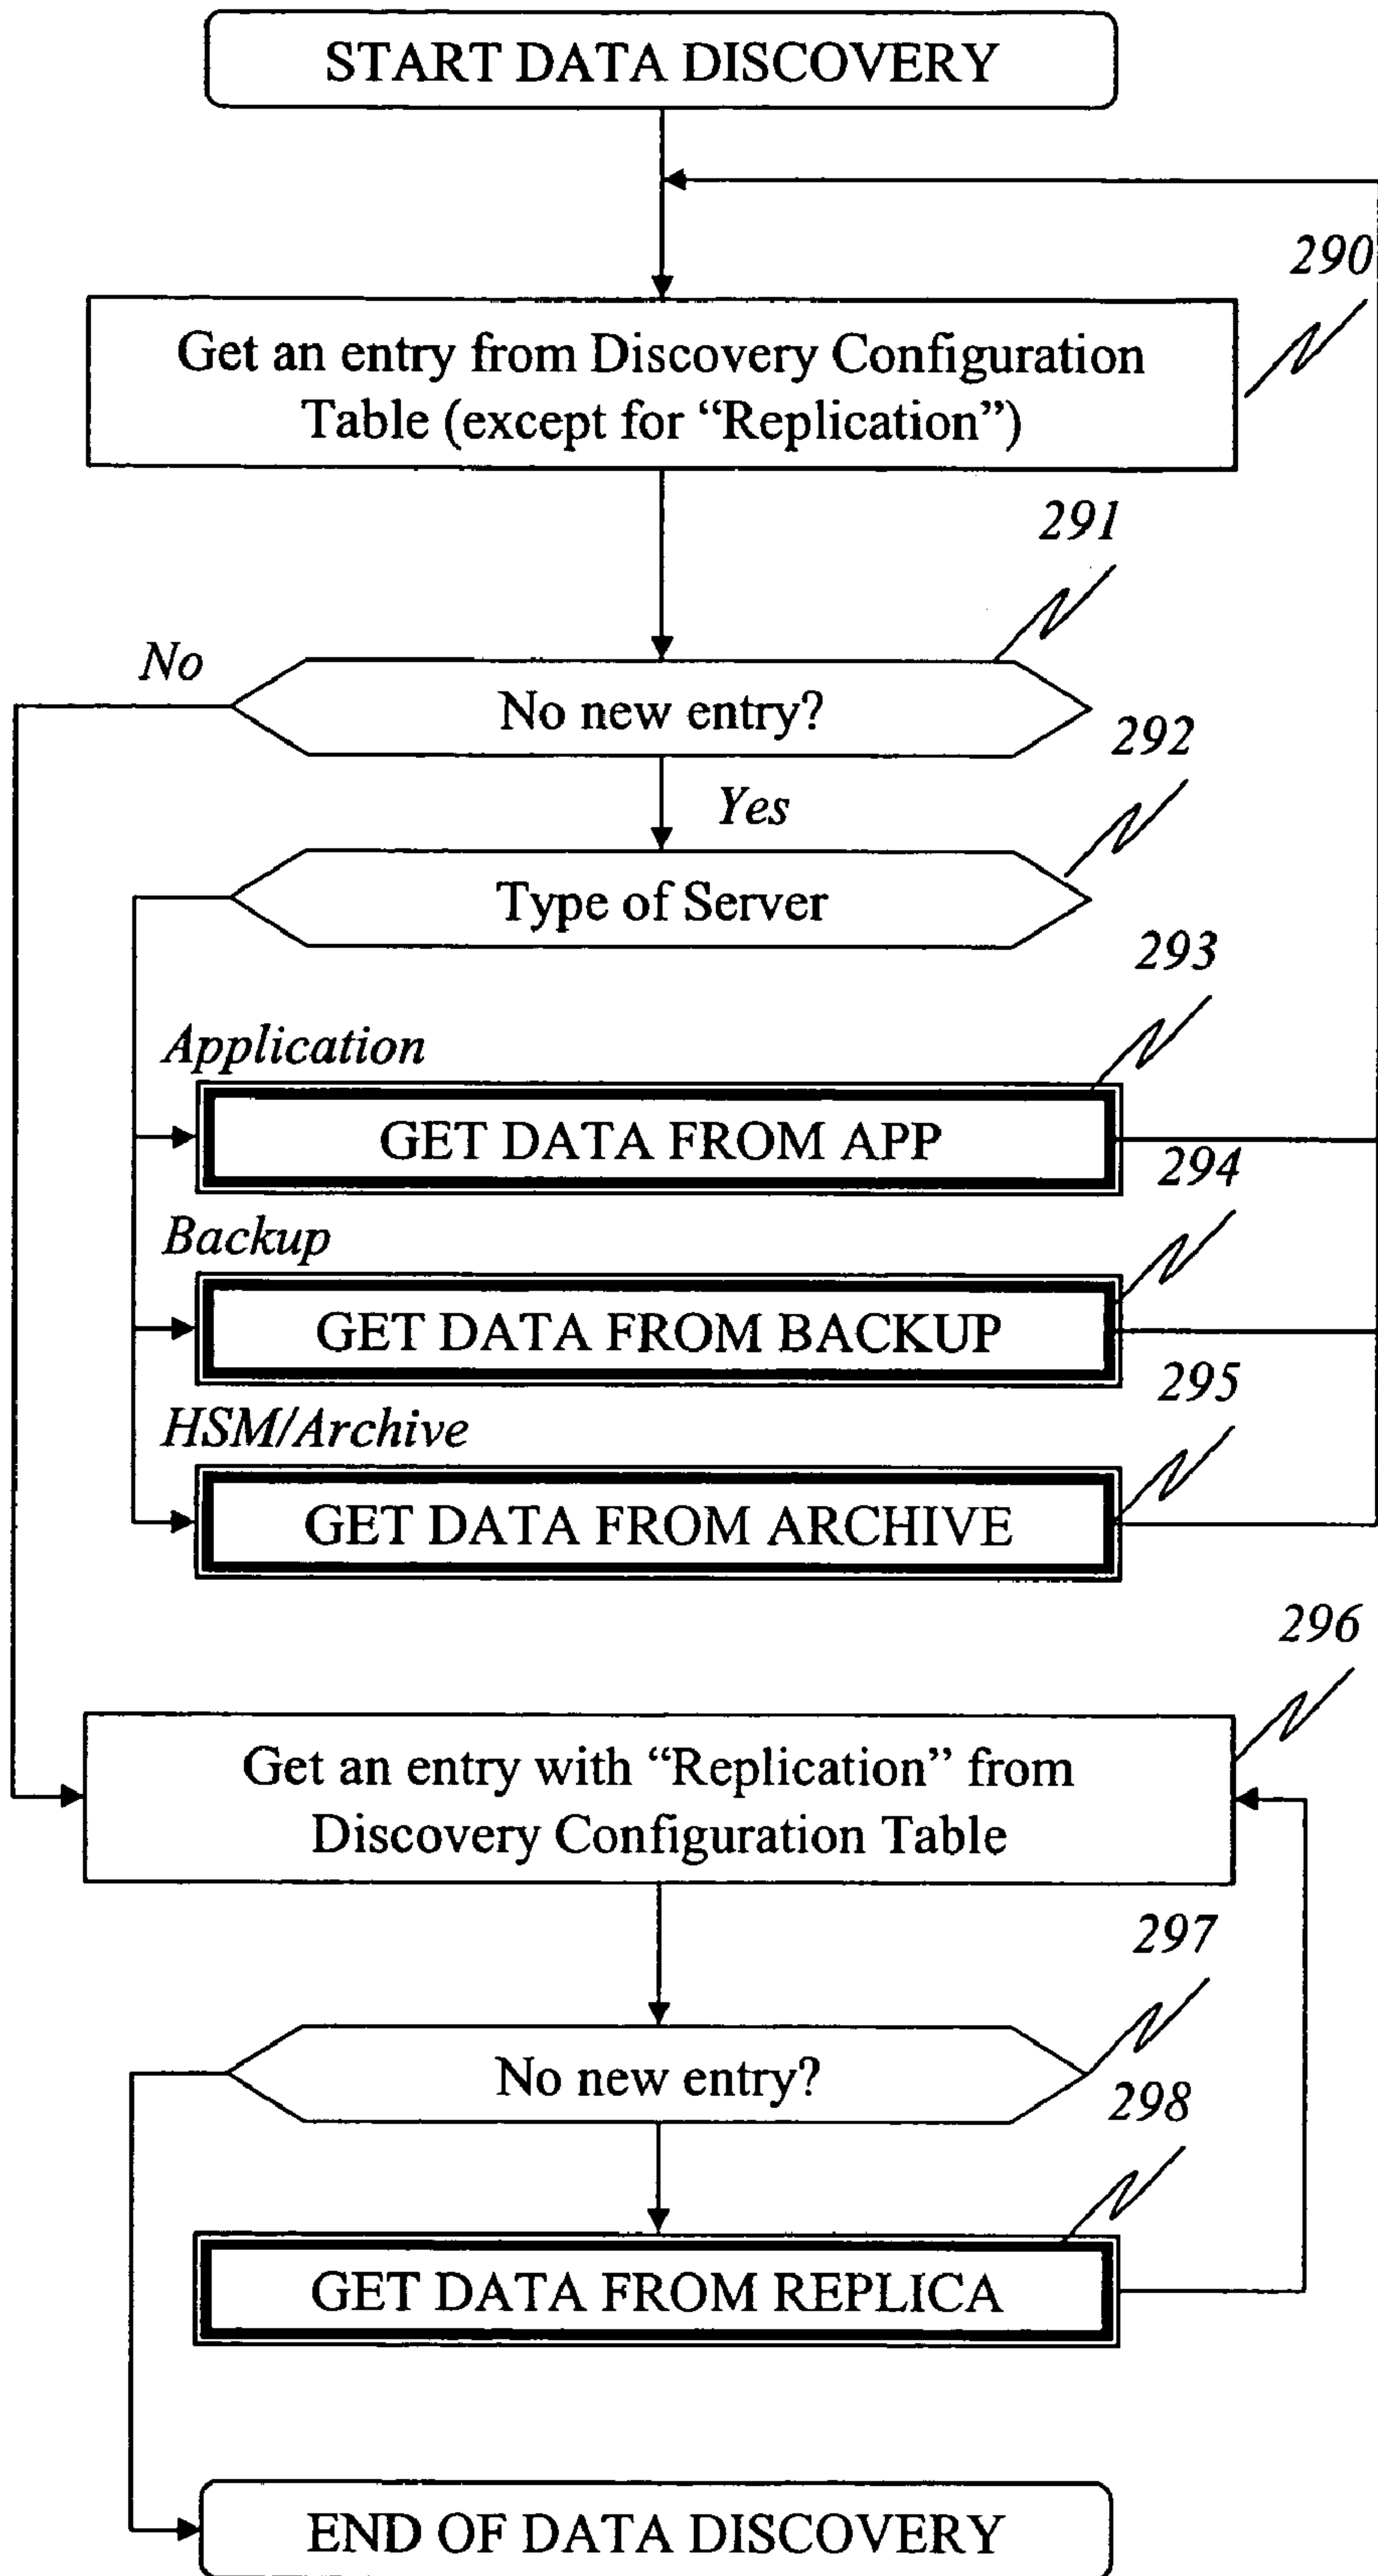 START DATA DISCOVERY
290
Get an entry from Discovery Configuration
Table (except for “Replication”)
291
No
No new entry?
292
Yes
Type of Server
293
Application
GET DATA FROM APP
294
Backup
GET DATA FROM BACKUP
295
HSM/Archive
GET DATA FROM ARCHIVE
296
Get an entry with “Replication” from
Discovery Configuration Table
297
No new entry?
298
GET DATA FROM REPLICA
END OF DATA DISCOVERY